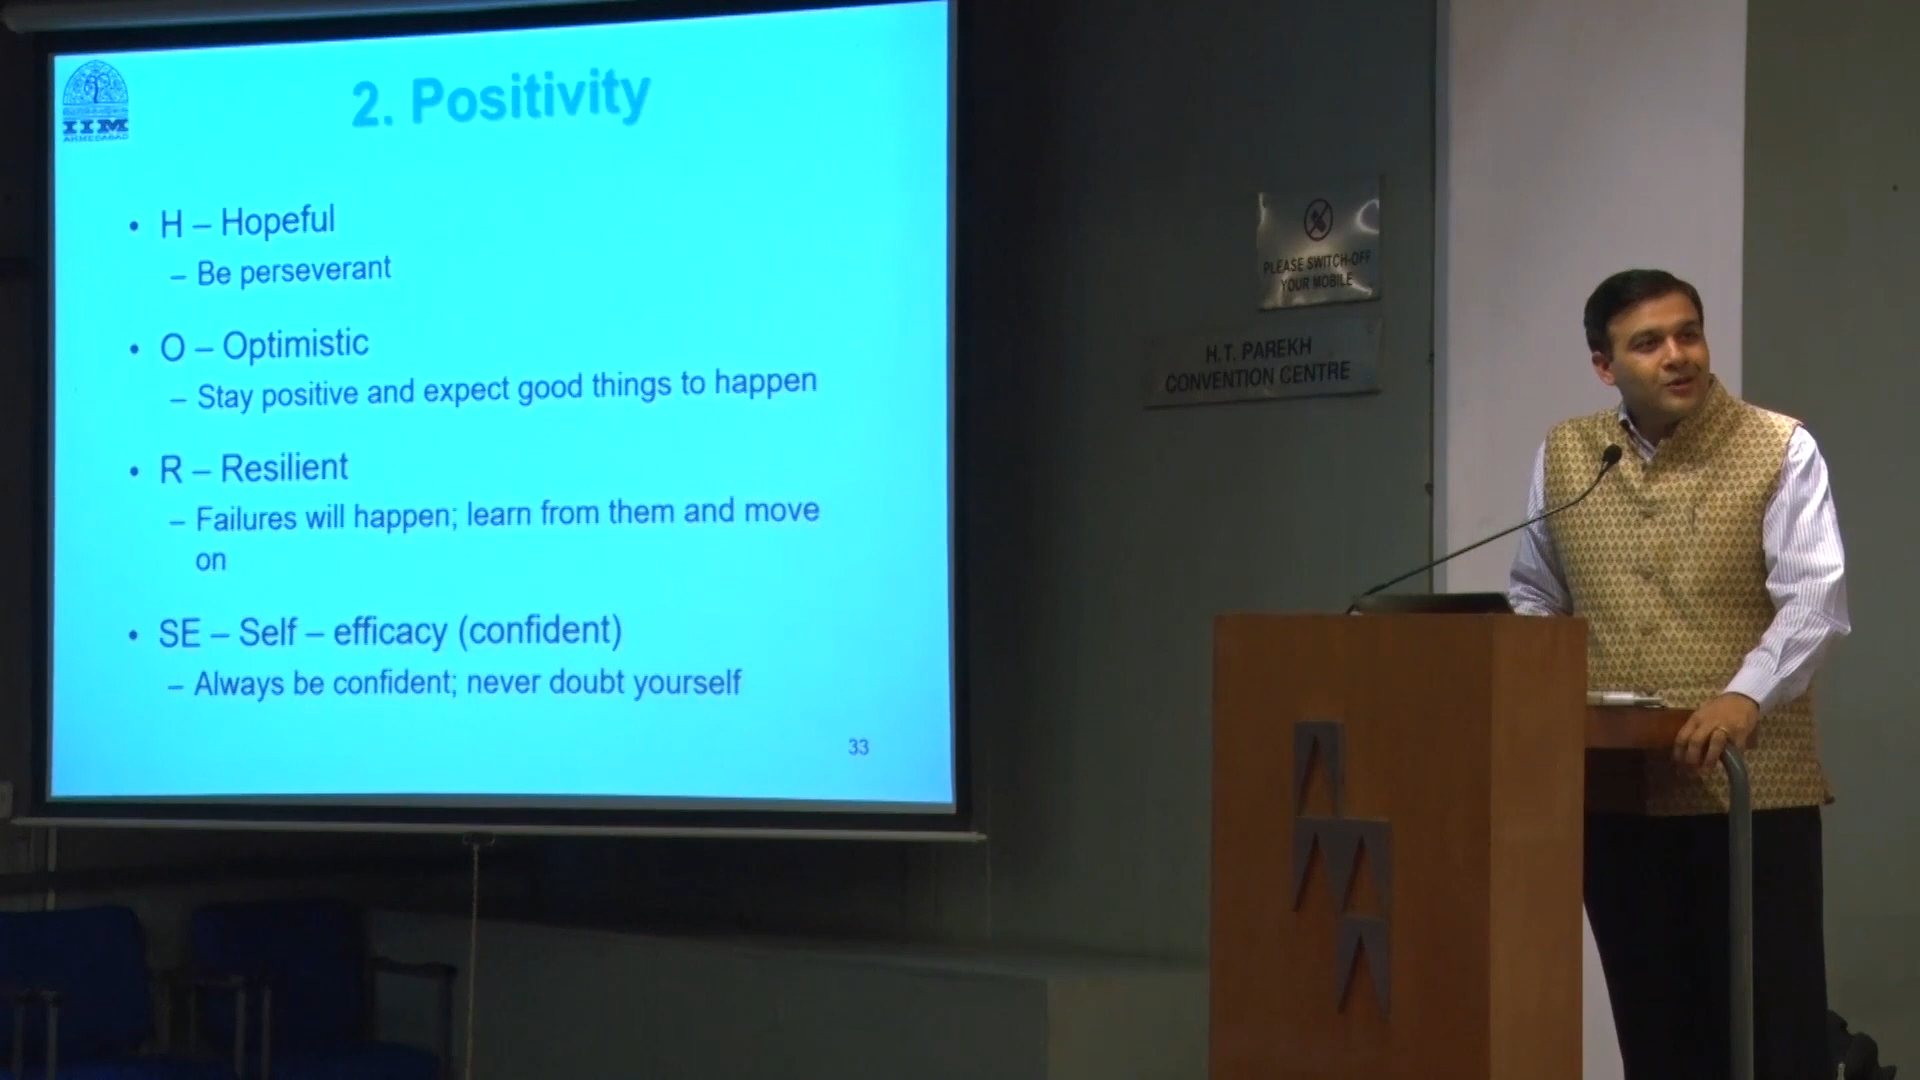 IIM
AHMEDABAD
2. Positivity
• H – Hopeful
– Be perseverant
• O – Optimistic
– Stay positive and expect good things to happen
• R – Resilient
– Failures will happen; learn from them and move
on
• SE – Self – efficacy (confident)
– Always be confident; never doubt yourself
33
PLEASE SWITCH-OFF
YOUR MOBILE
H.T. PAREKH
CONVENTION CENTRE
AMA